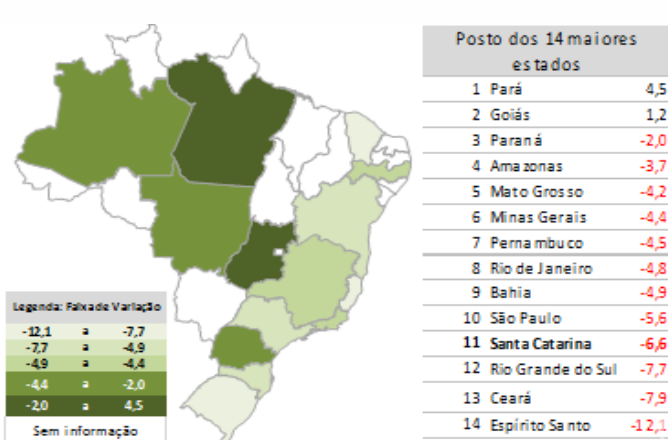 Posto dos 14 maiores
estados
1 Pará 4,5
2 Goiás 1,2
3 Paraná -2,0
4 Amazonas -3,7
5 Mato Grosso -4,2
6 Minas Gerais -4,4
7 Pernambuco -4,5
8 Rio de Janeiro -4,8
9 Bahia -4,9
10 São Paulo -5,6
11 Santa Catarina -6,6
12 Rio Grande do Sul -7,7
13 Ceará -7,9
14 Espírito Santo -12,1
Legenda: Faixa de Variação
-12,1 a -7,7
-7,7 a -4,9
-4,9 a -4,4
-4,4 a -2,0
-2,0 a 4,5
Sem informação